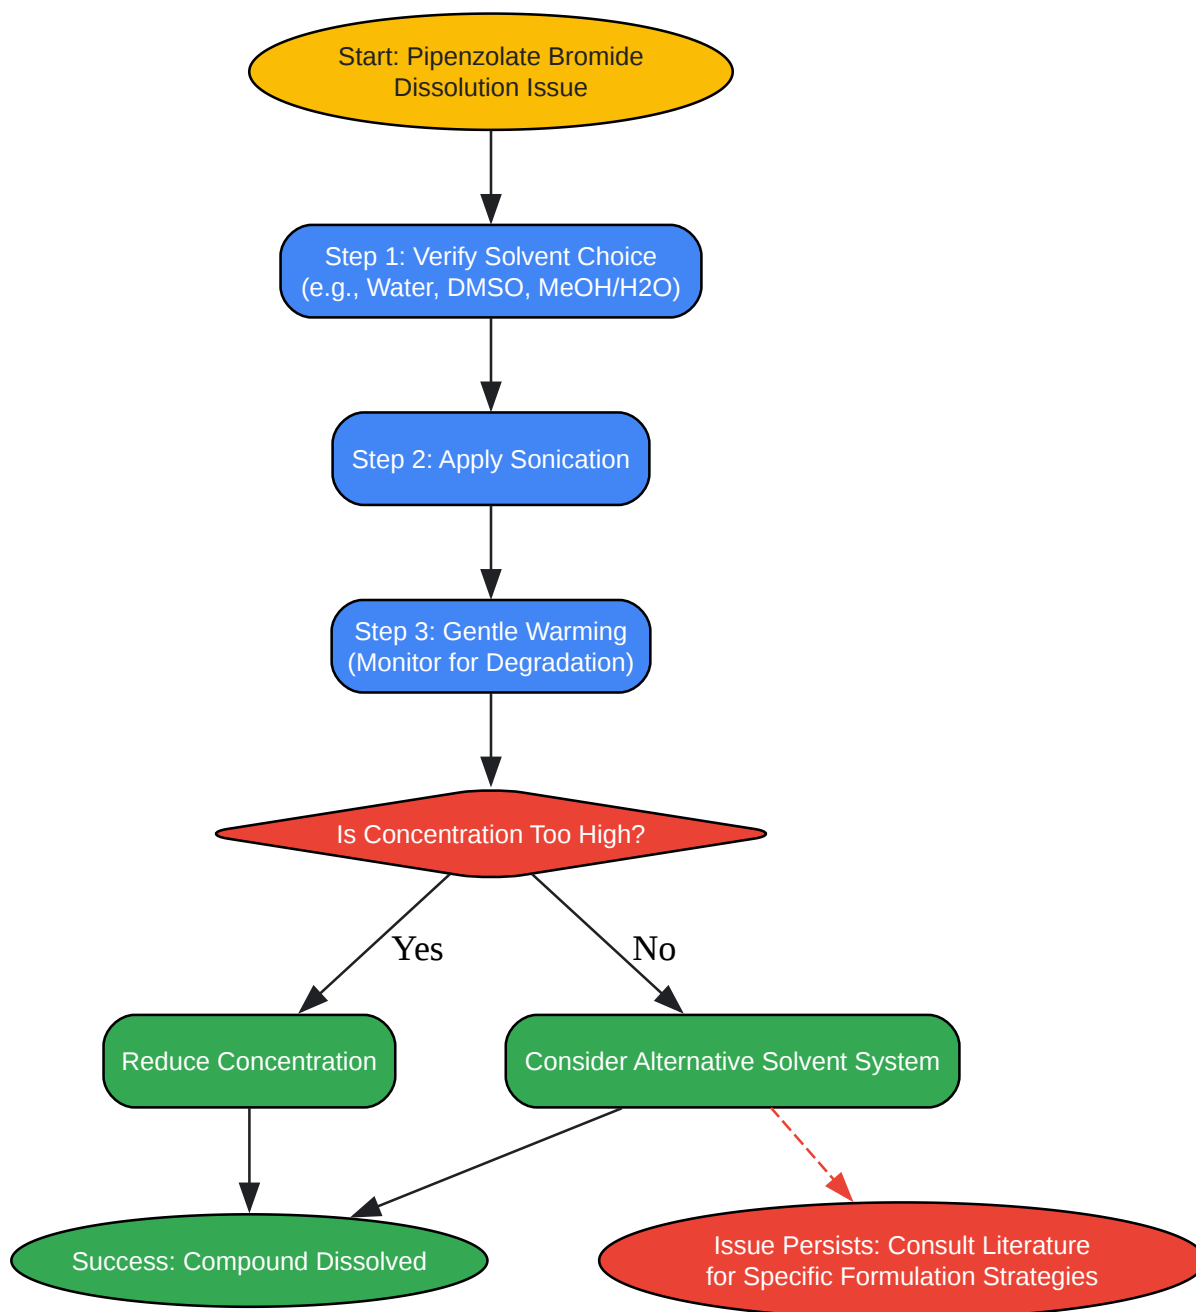 Start: Pipenzolate Bromide
Dissolution Issue
Step 1: Verify Solvent Choice
(e.g., Water, DMSO, MeOH/H2O)
Step 2: Apply Sonication
Step 3: Gentle Warming
(Monitor for Degradation)
Is Concentration Too High?
Yes
No
Reduce Concentration
Consider Alternative Solvent System
Success: Compound Dissolved
Issue Persists: Consult Literature
for Specific Formulation Strategies